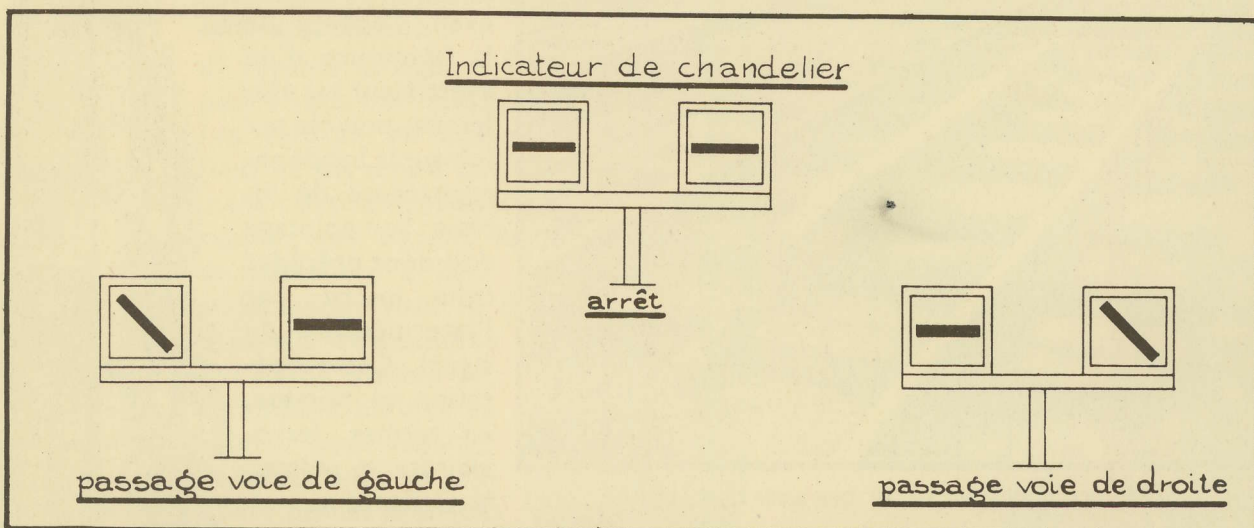 Indicateur de chandelier
arrêt
passage voie de gauche
passage voie de droite